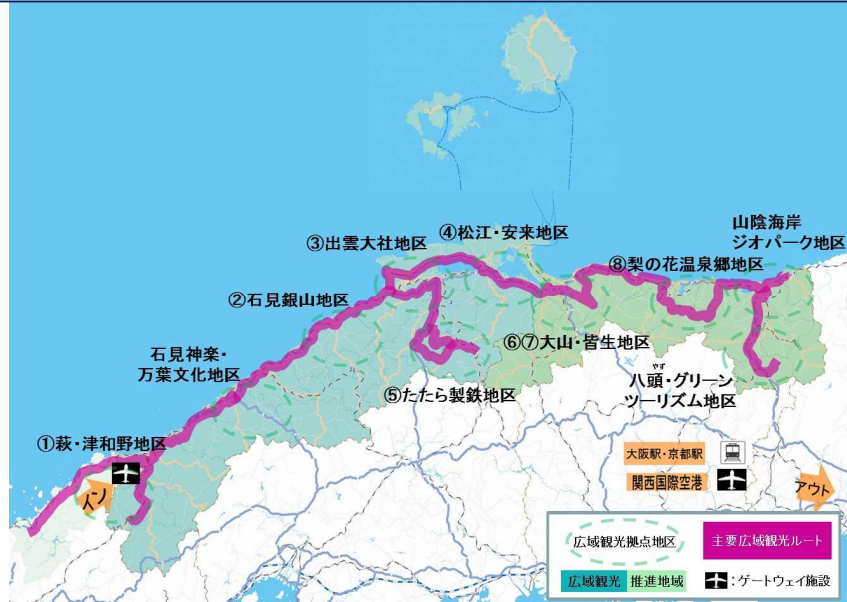 山陰海岸
ジオパーク地区
④松江・安来地区
③出雲大社地区
⑧梨の花温泉郷地区
②石見銀山地区
⑥⑦大山・皆生地区
石見神楽・
万葉文化地区
やず
八頭・グリーン
ツーリズム地区
⑤たたら製鉄地区
①萩・津和野地区
イン
大阪駅・京都駅
関西国際空港
アウト
広域観光拠点地区
主要広域観光ルート
広域観光 推進地域
:ゲートウェイ施設